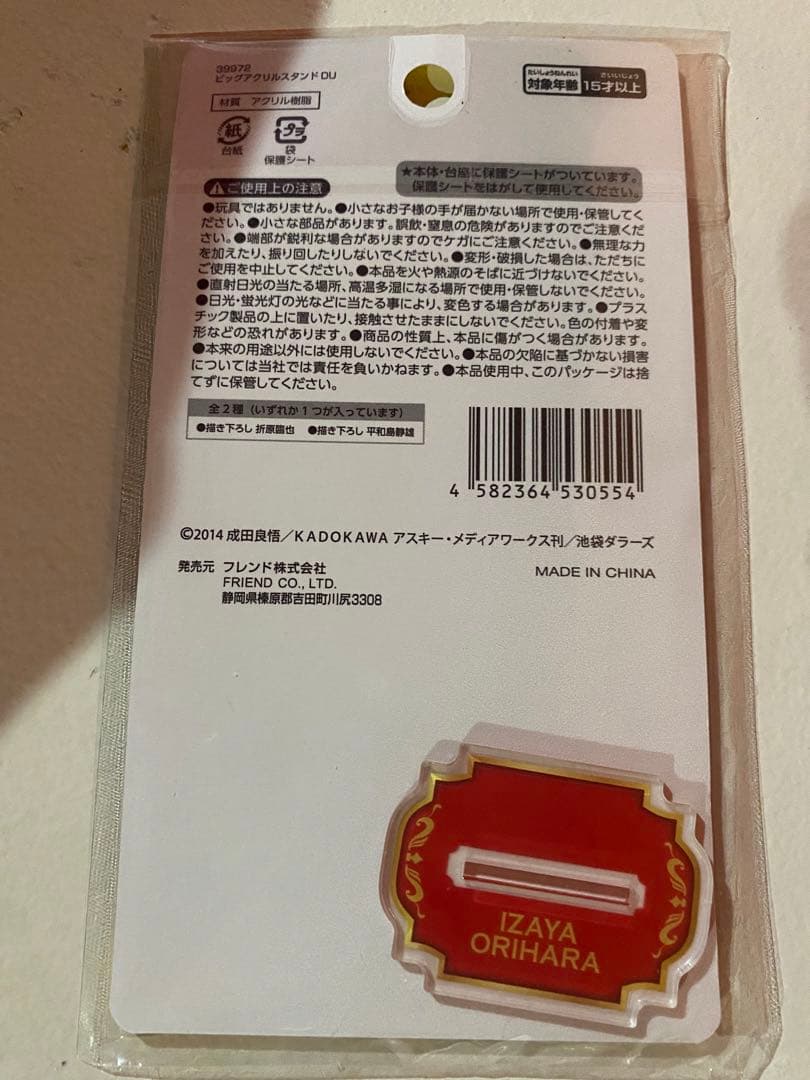 39972
ビッグアクリルスタンドDU
材質 アクリル樹脂
たいしょうねんれい さいいじょう
対象年齢 15才以上
紙
台紙
プラ
袋
保護シート
★本体・台座に保護シートがついています。
保護シートをはがして使用してください。
ご使用上の注意
●玩具ではありません。●小さなお子様の手が届かない場所で使用・保管してく
ださい。●小さな部品があります。誤飲・窒息の危険がありますのでご注意くだ
さい。●端部が鋭利な場合がありますのでケガにご注意ください。●無理な力
を加えたり、振り回したりしないでください。●変形・破損した場合は、ただちに
ご使用を中止してください。●本品を火や熱源のそばに近づけないでください。
●直射日光の当たる場所、高温多湿になる場所で使用・保管しないでください。
●日光・蛍光灯の光などに当たる事により、変色する場合があります。●プラス
チック製品の上に置いたり、接触させたままにしないでください。色の付着や変
形などの恐れがあります。●商品の性質上、本品に傷がつく場合があります。
●本来の用途以外には使用しないでください。●本品の欠陥に基づかない損害
については当社では責任を負いかねます。●本品使用中、このパッケージは捨
てずに保管してください。
全2種（いずれか1つが入っています）
●描き下ろし 折原臨也 ●描き下ろし 平和島静雄
4 582364 530554
©2014 成田良悟／KADOKAWA アスキー・メディアワークス刊／池袋ダラーズ
発売元 フレンド株式会社
FRIEND CO., LTD.
静岡県榛原郡吉田町川尻3308
MADE IN CHINA
IZAYA
ORIHARA